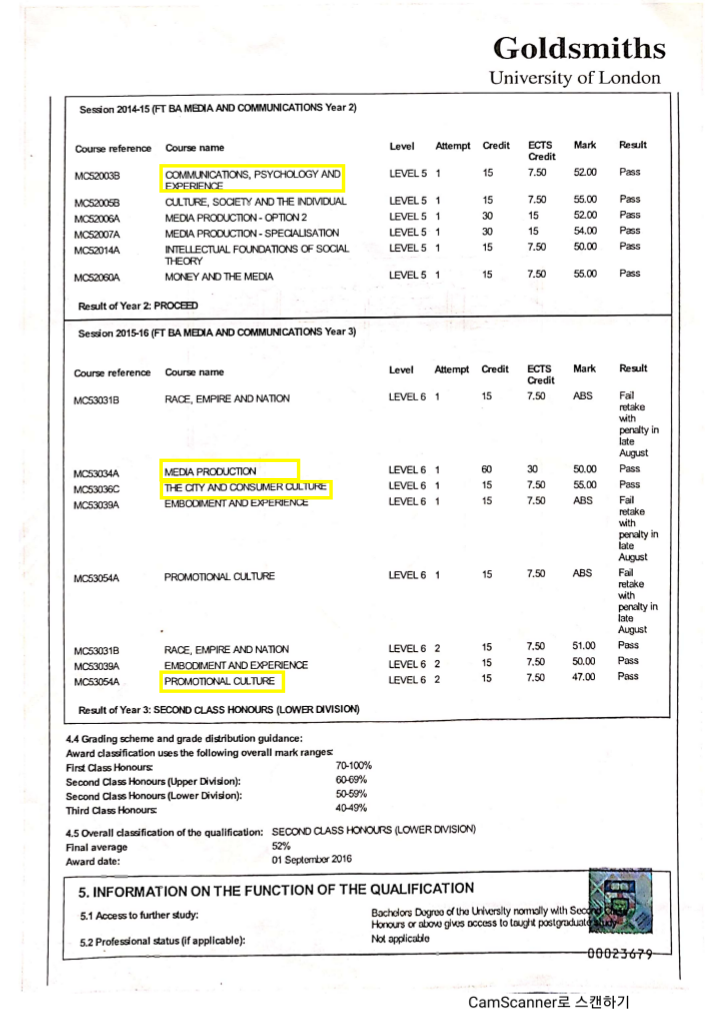 Goldsmiths
University of London
Session 2014-15 (FT BA MEDIA AND COMMUNICATIONS Year 2)
Course reference Course name Level Attempt Credit ECTS Credit Mark Result
MC52003B COMMUNICATIONS, PSYCHOLOGY AND EXPERIENCE LEVEL 5 1 15 7.50 52.00 Pass
MC52005B CULTURE, SOCIETY AND THE INDIVIDUAL LEVEL 5 1 15 7.50 55.00 Pass
MC52006A MEDIA PRODUCTION - OPTION 2 LEVEL 5 1 30 15 52.00 Pass
MC52007A MEDIA PRODUCTION - SPECIALISATION LEVEL 5 1 30 15 54.00 Pass
MC52014A INTELLECTUAL FOUNDATIONS OF SOCIAL THEORY LEVEL 5 1 15 7.50 50.00 Pass
MC52060A MONEY AND THE MEDIA LEVEL 5 1 15 7.50 55.00 Pass
Result of Year 2: PROCEED
Session 2015-16 (FT BA MEDIA AND COMMUNICATIONS Year 3)
Course reference Course name Level Attempt Credit ECTS Credit Mark Result
MC53031B RACE, EMPIRE AND NATION LEVEL 6 1 15 7.50 ABS Fail retake with penalty in late August
MC53034A MEDIA PRODUCTION LEVEL 6 1 60 30 50.00 Pass
MC53036C THE CITY AND CONSUMER CULTURE LEVEL 6 1 15 7.50 55.00 Pass
MC53039A EMBODIMENT AND EXPERIENCE LEVEL 6 1 15 7.50 ABS Fail retake with penalty in late August
MC53054A PROMOTIONAL CULTURE LEVEL 6 1 15 7.50 ABS Fail retake with penalty in late August
MC53031B RACE, EMPIRE AND NATION LEVEL 6 2 15 7.50 51.00 Pass
MC53039A EMBODIMENT AND EXPERIENCE LEVEL 6 2 15 7.50 50.00 Pass
MC53054A PROMOTIONAL CULTURE LEVEL 6 2 15 7.50 47.00 Pass
Result of Year 3: SECOND CLASS HONOURS (LOWER DIVISION)
4.4 Grading scheme and grade distribution guidance:
Award classification uses the following overall mark ranges:
First Class Honours: 70-100%
Second Class Honours (Upper Division): 60-69%
Second Class Honours (Lower Division): 50-59%
Third Class Honours: 40-49%
4.5 Overall classification of the qualification: SECOND CLASS HONOURS (LOWER DIVISION)
Final average 52%
Award date: 01 September 2016
5. INFORMATION ON THE FUNCTION OF THE QUALIFICATION
5.1 Access to further study: Bachelors Degree of the University normally with Second
Honours or above gives access to taught postgraduate study
5.2 Professional status (if applicable): Not applicable
00023679
CamScanner로 스캔하기